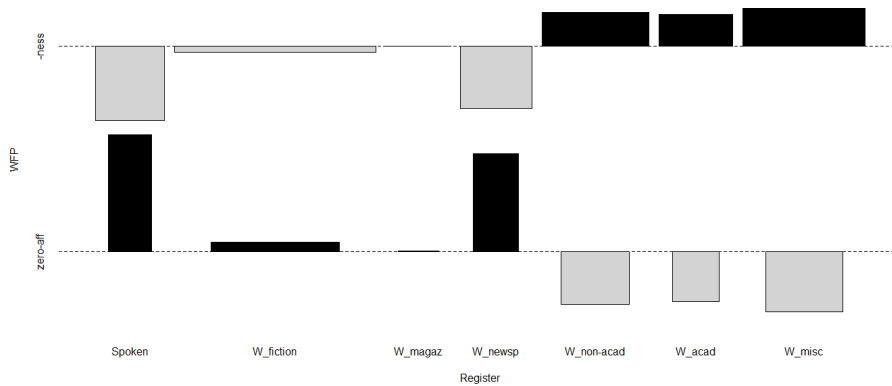 -ness
WFP
zero-aff
Spoken W_fiction W_magaz W_newsp W_non-acad W_acad W_misc
Register